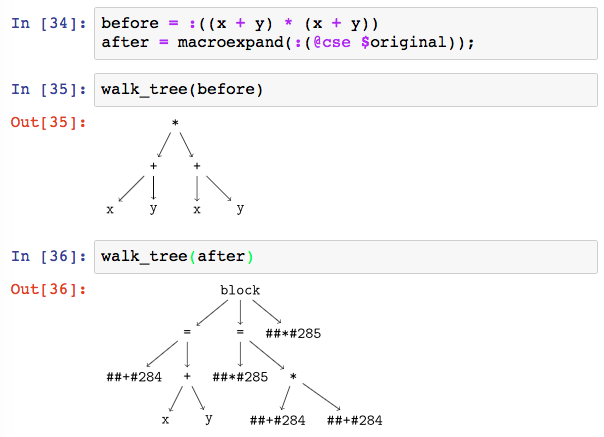 In [34]: before = :((x + y) * (x + y))
after = macroexpand(:(@cse $original));
In [35]: walk_tree(before)
Out[35]:
*
+ +
x y x y
In [36]: walk_tree(after)
Out[36]:
block
= = ##*#285
##+#284 + ##*#285 *
x y ##+#284 ##+#284